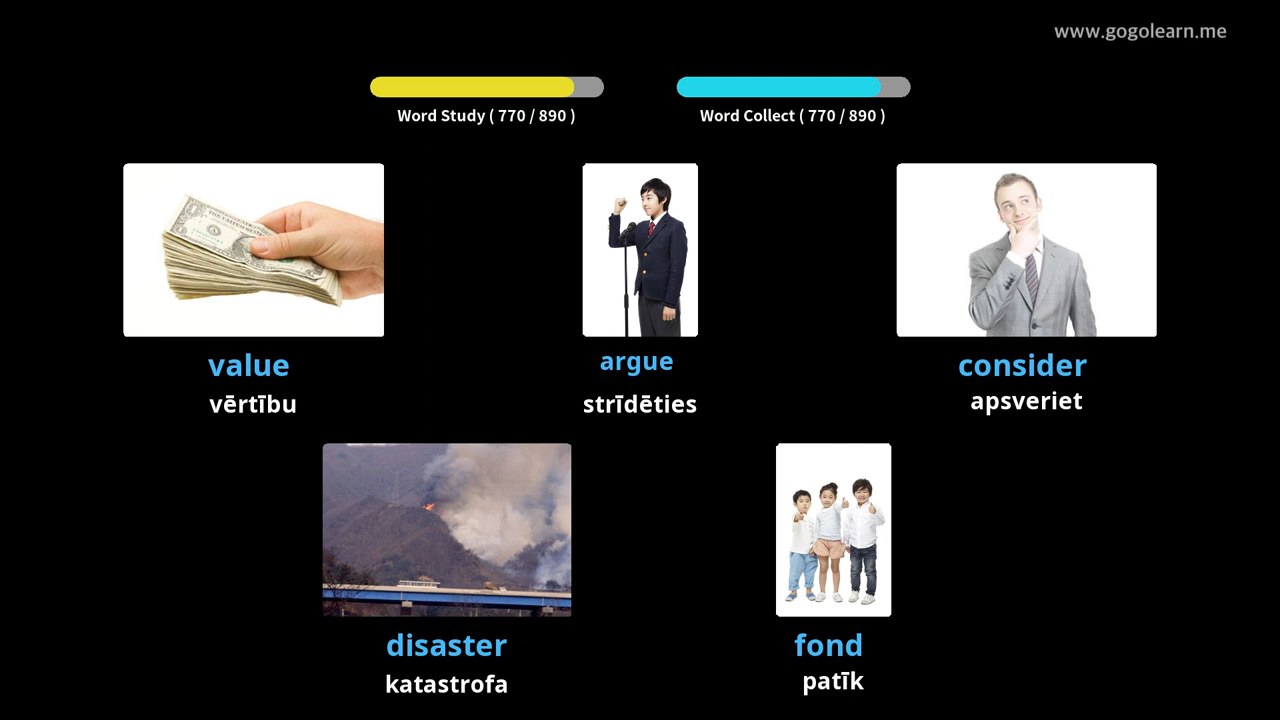 www.gogolearn.me
Word Study ( 770 / 890 )
Word Collect ( 770 / 890 )
value
vērtību
argue
strīdēties
consider
apsveriet
disaster
katastrofa
fond
patīk